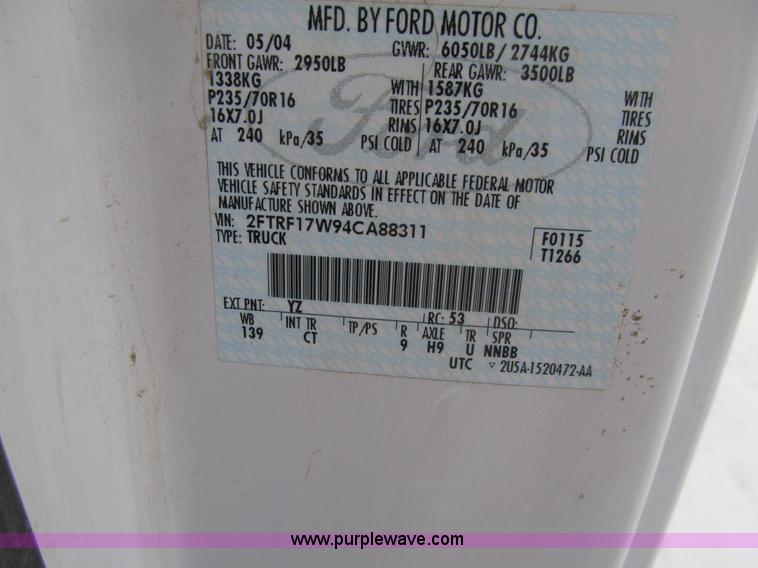 MFD. BY FORD MOTOR CO.
DATE: 05/04 GVWR: 6050LB/ 2744KG
FRONT GAWR: 2950LB REAR GAWR: 3500LB
1338KG WITH 1587KG WITH
P235/70R16 TIRES P235/70R16 TIRES
16X7.0J RIMS 16X7.0J RIMS
AT 240 kPa/35 PSI COLD AT 240 kPa/35 PSI COLD
Ford
THIS VEHICLE CONFORMS TO ALL APPLICABLE FEDERAL MOTOR
VEHICLE SAFETY STANDARDS IN EFFECT ON THE DATE OF
MANUFACTURE SHOWN ABOVE.
VIN: 2FTRF17W94CA88311 F0115
TYPE: TRUCK T1266
EXT PNT: YZ RC: 53 DSO:
WB INT TR TP/PS R AXLE TR SPR
139 CT 9 H9 U NNBB
UTC ▽ 2U5A-1520472-AA
www.purplewave.com